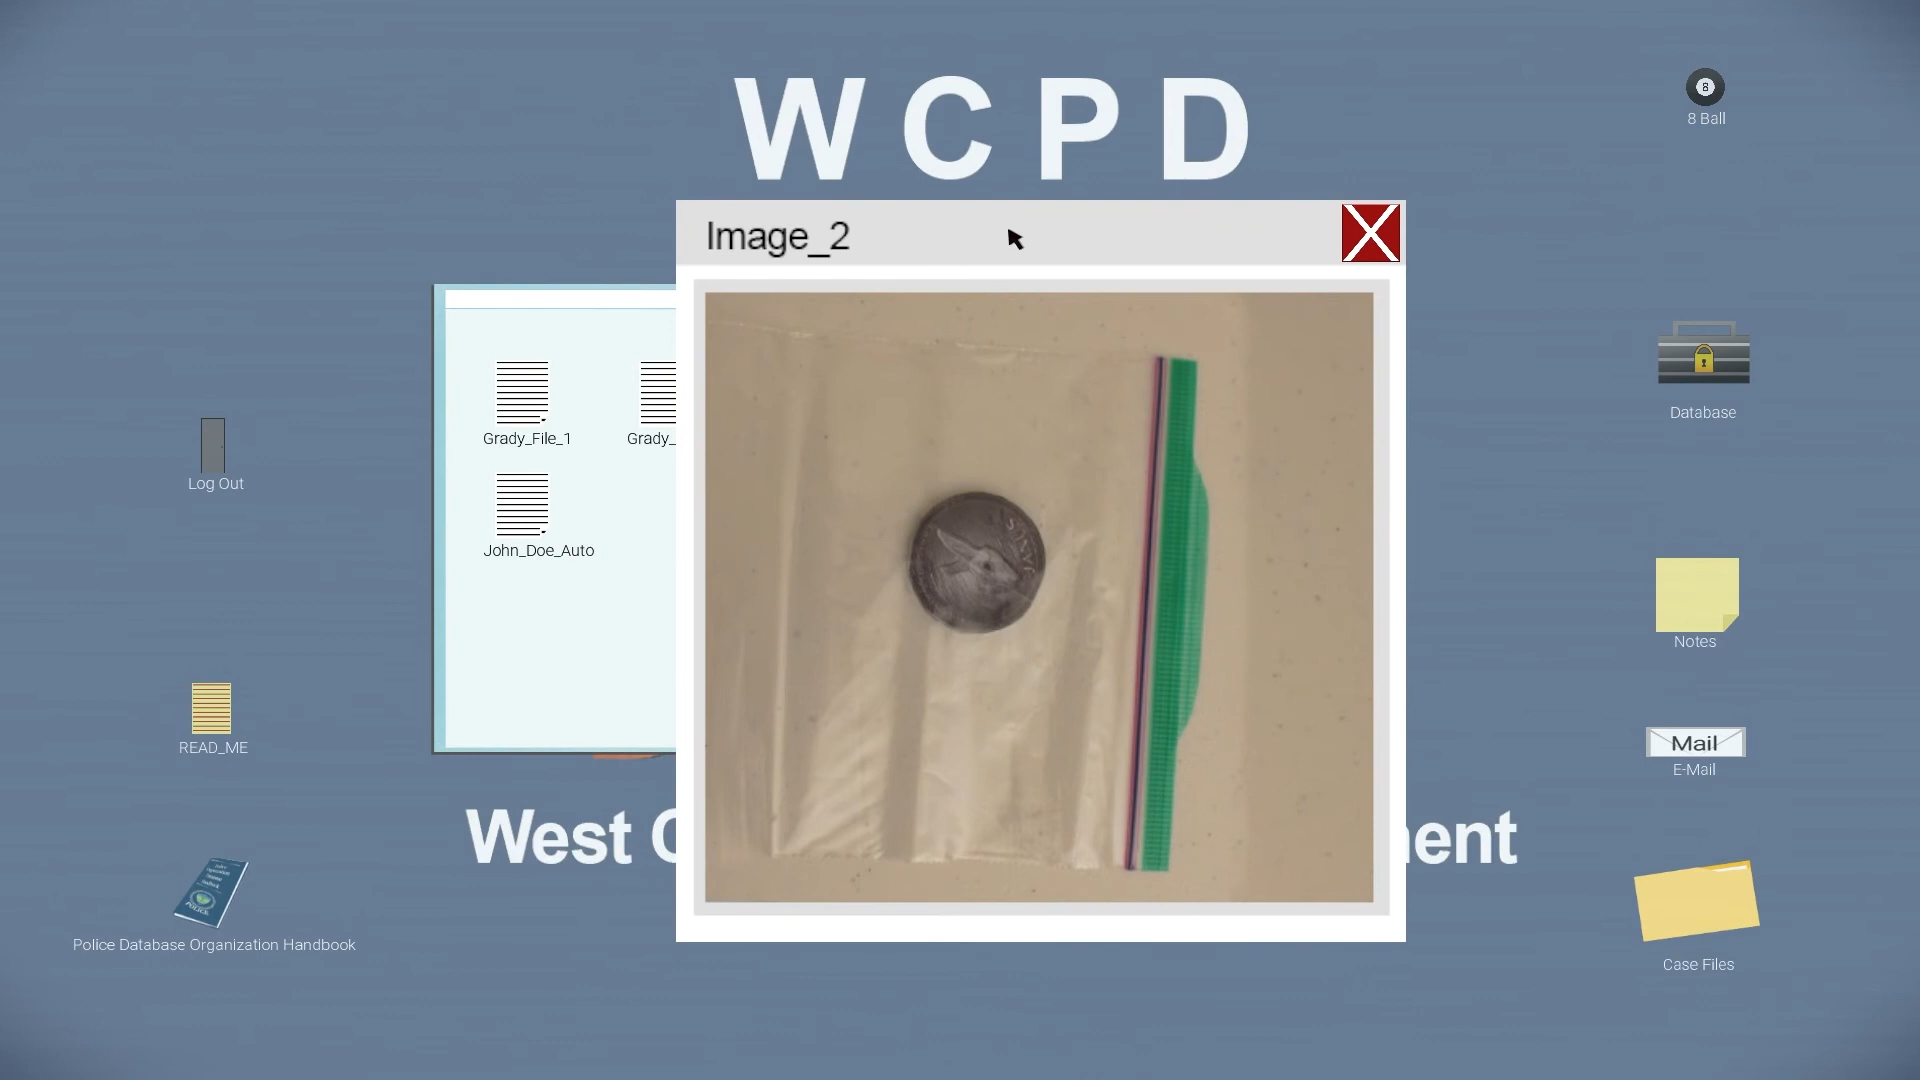 W C P D
8
8 Ball
Image_2
Grady_File_1
Grady_
John_Doe_Auto
Log Out
READ_ME
Police Database Organization Handbook
Database
Notes
Mail
E-Mail
Case Files
West C
ent